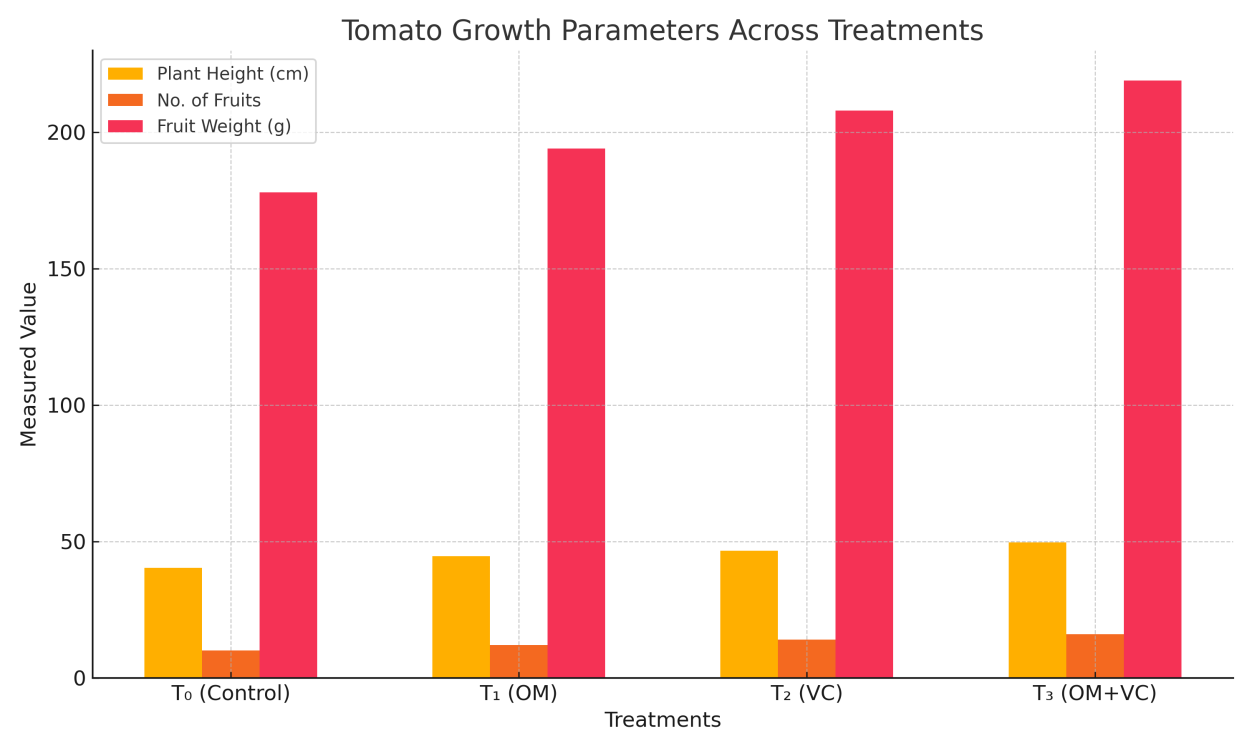 Tomato Growth Parameters Across Treatments
Plant Height (cm)
No. of Fruits
Fruit Weight (g)
Measured Value
200
150
100
50
0
T₀ (Control)
T₁ (OM)
T₂ (VC)
T₃ (OM+VC)
Treatments